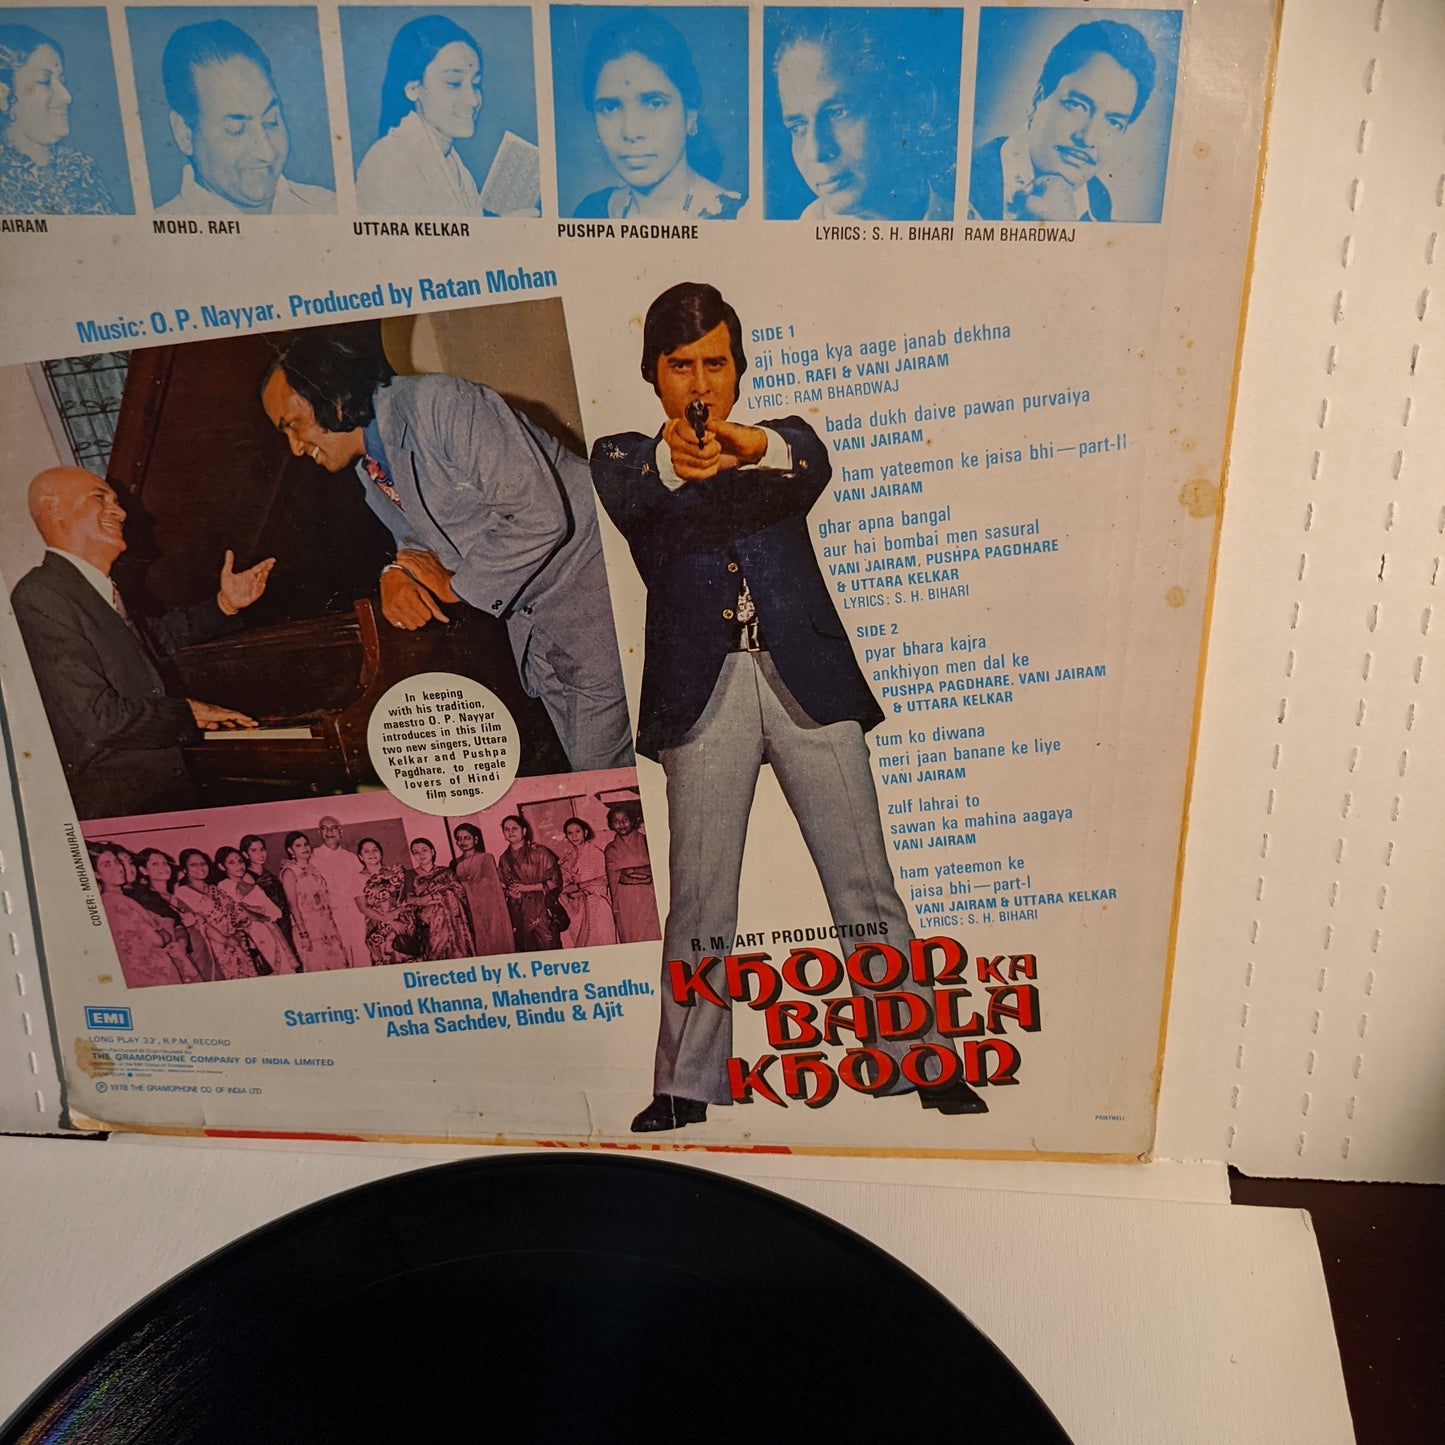 AIRAM
MOHD. RAFI
UTTARA KELKAR
PUSHPA PAGDHARE
LYRICS: S. H. BIHARI RAM BHARDWAJ
Music: O. P. Nayyar. Produced by Ratan Mohan
SIDE 1
aji hoga kya aage janab dekhna
MOHD. RAFI & VANI JAIRAM
LYRIC: RAM BHARDWAJ
bada dukh daive pawan purvaiya
VANI JAIRAM
ham yateemon ke jaisa bhi—part-II
VANI JAIRAM
ghar apna bangal
aur hai bombai men sasural
VANI JAIRAM, PUSHPA PAGDHARE
& UTTARA KELKAR
LYRICS: S. H. BIHARI
SIDE 2
pyar bhara kajra
ankhiyon men dal ke
PUSHPA PAGDHARE, VANI JAIRAM
& UTTARA KELKAR
tum ko diwana
meri jaan banane ke liye
VANI JAIRAM
zulf lahrai to
sawan ka mahina aagaya
VANI JAIRAM
ham yateemon ke
jaisa bhi—part-I
VANI JAIRAM & UTTARA KELKAR
LYRICS: S. H. BIHARI
In keeping
with his tradition,
maestro O. P. Nayyar
introduces in this film
two new singers, Uttara
Kelkar and Pushpa
Pagdhare, to regale
lovers of Hindi
film songs.
COVER: MOHANMURALI
R. M. ART PRODUCTIONS
KHOON KA
BADLA
KHOON
Directed by K. Pervez
Starring: Vinod Khanna, Mahendra Sandhu,
Asha Sachdev, Bindu & Ajit
EMI
LONG PLAY 33⅓ R.P.M. RECORD
Manufactured & Distributed by
THE GRAMOPHONE COMPANY OF INDIA LIMITED
℗ 1978 THE GRAMOPHONE CO. OF INDIA LTD.
PRINTWELL